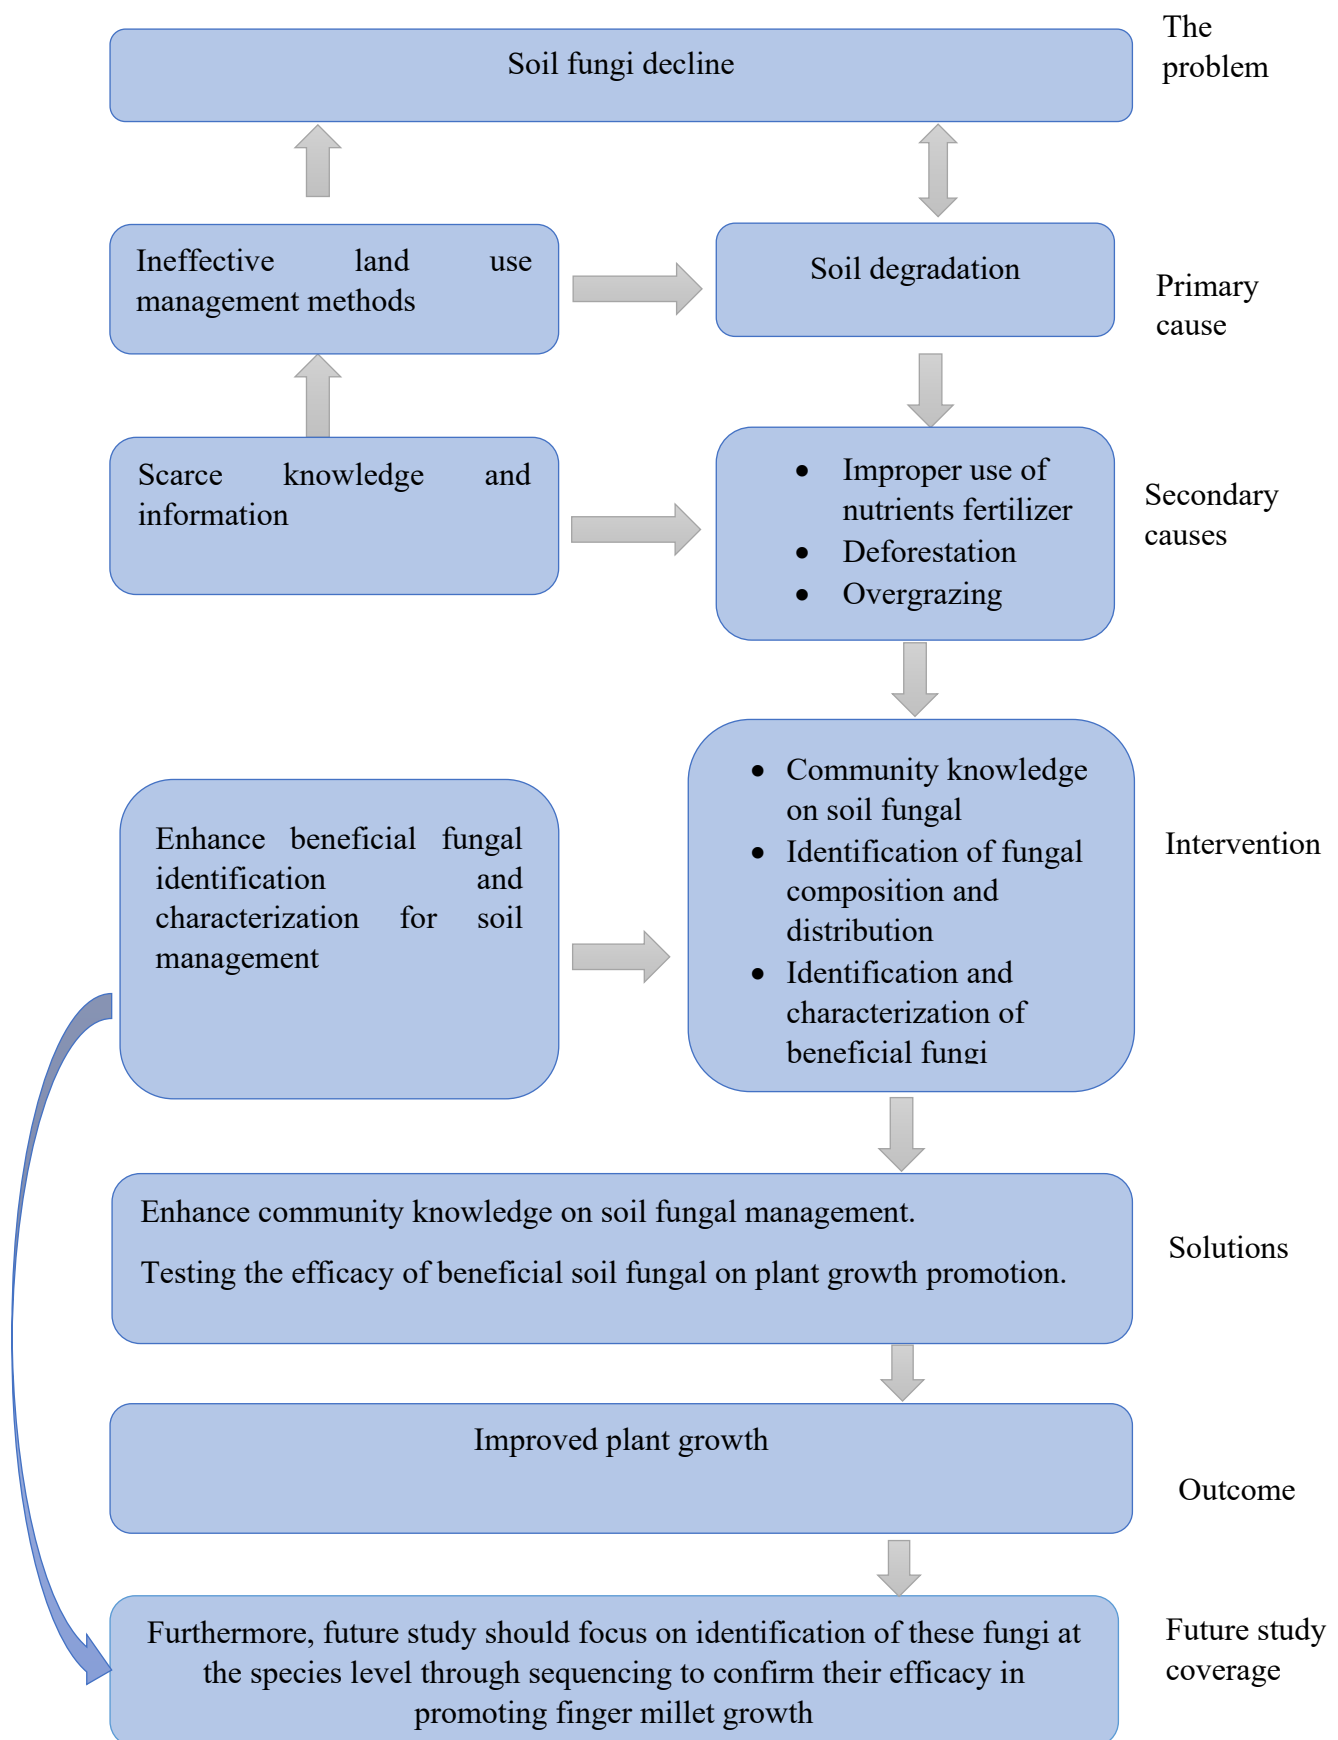 The
problem
Soil fungi decline
Ineffective land use
management methods
Soil degradation
Primary
cause
Scarce knowledge and
information
• Improper use of
nutrients fertilizer
• Deforestation
• Overgrazing
Secondary
causes
Enhance beneficial fungal
identification and
characterization for soil
management
• Community knowledge
on soil fungal
• Identification of fungal
composition and
distribution
• Identification and
characterization of
beneficial fungi
Intervention
Enhance community knowledge on soil fungal management.
Testing the efficacy of beneficial soil fungal on plant growth promotion.
Solutions
Improved plant growth
Outcome
Furthermore, future study should focus on identification of these fungi at
the species level through sequencing to confirm their efficacy in
promoting finger millet growth
Future study
coverage